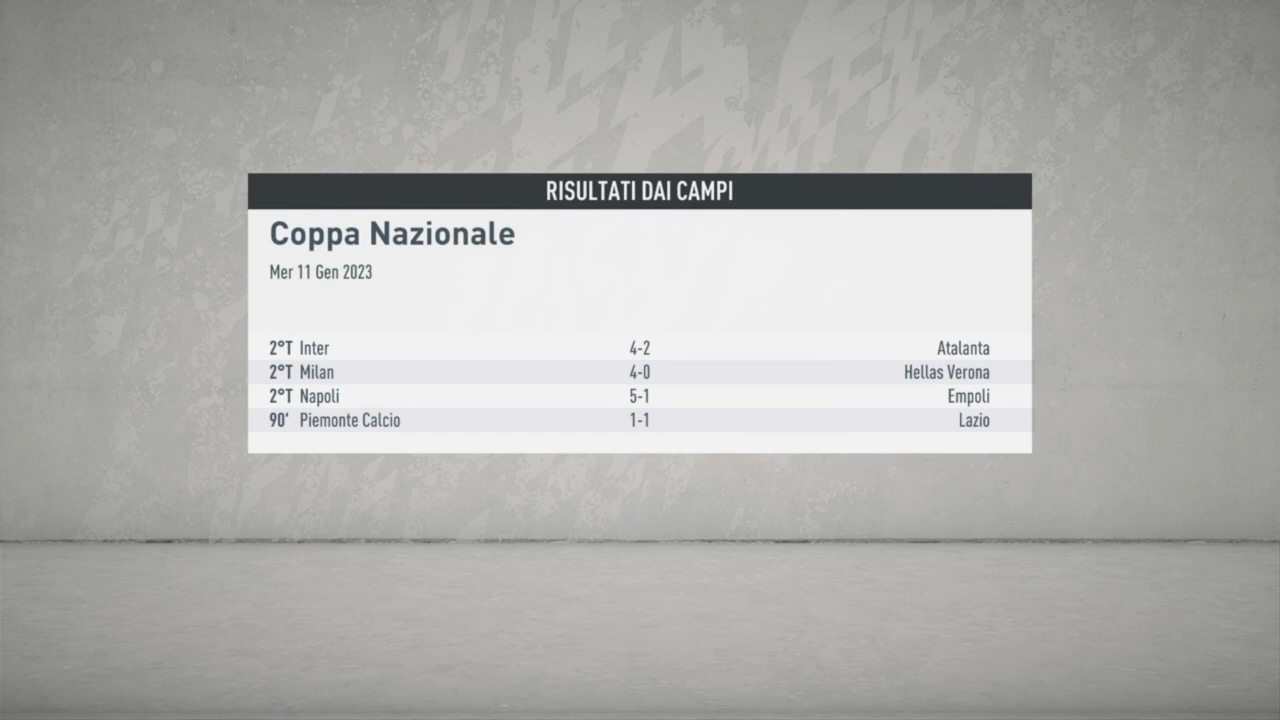 RISULTATI DAI CAMPI
Coppa Nazionale
Mer 11 Gen 2023
2°T Inter 4-2 Atalanta
2°T Milan 4-0 Hellas Verona
2°T Napoli 5-1 Empoli
90' Piemonte Calcio 1-1 Lazio